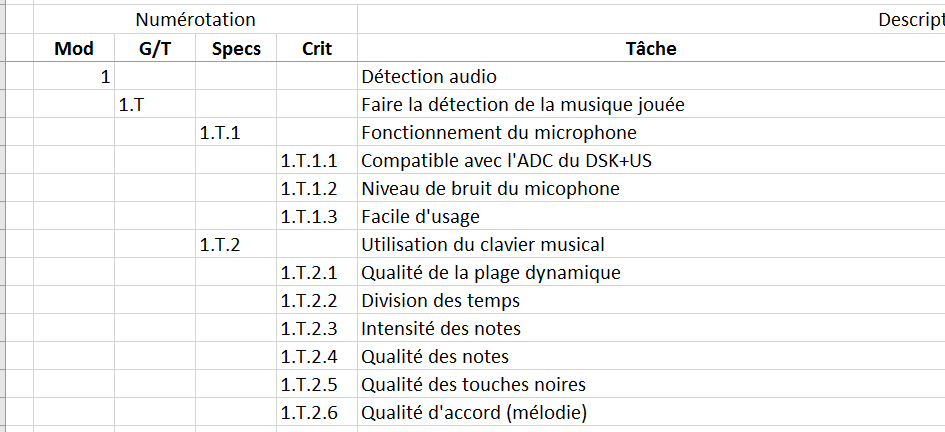 Numérotation Descript
Mod G/T Specs Crit Tâche
1 Détection audio
1.T Faire la détection de la musique jouée
1.T.1 Fonctionnement du microphone
1.T.1.1 Compatible avec l'ADC du DSK+US
1.T.1.2 Niveau de bruit du micophone
1.T.1.3 Facile d'usage
1.T.2 Utilisation du clavier musical
1.T.2.1 Qualité de la plage dynamique
1.T.2.2 Division des temps
1.T.2.3 Intensité des notes
1.T.2.4 Qualité des notes
1.T.2.5 Qualité des touches noires
1.T.2.6 Qualité d'accord (mélodie)